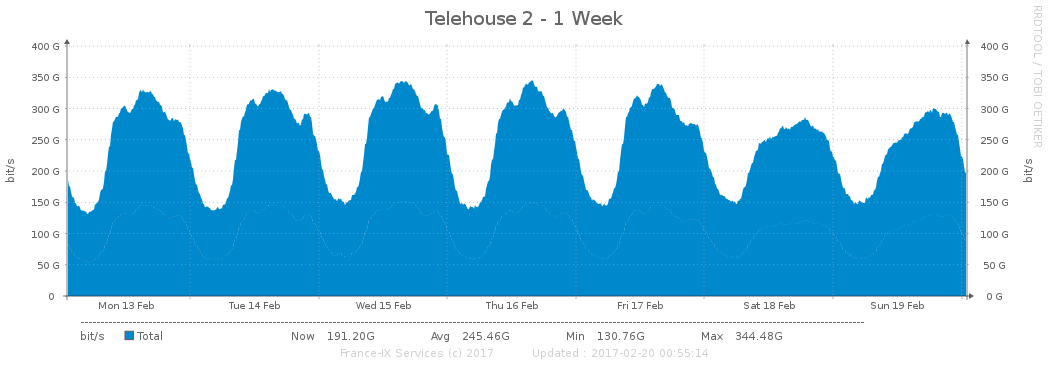 Telehouse 2 - 1 Week
RRDTOOL / TOBI OETIKER
400 G 400 G
350 G 350 G
300 G 300 G
250 G 250 G
200 G 200 G
150 G 150 G
100 G 100 G
50 G 50 G
0 0 G
bit/s bit/s
Mon 13 Feb Tue 14 Feb Wed 15 Feb Thu 16 Feb Fri 17 Feb Sat 18 Feb Sun 19 Feb
bit/s Total Now 191.20G Avg 245.46G Min 130.76G Max 344.48G
France-IX Services (c) 2017 Updated : 2017-02-20 00:55:14